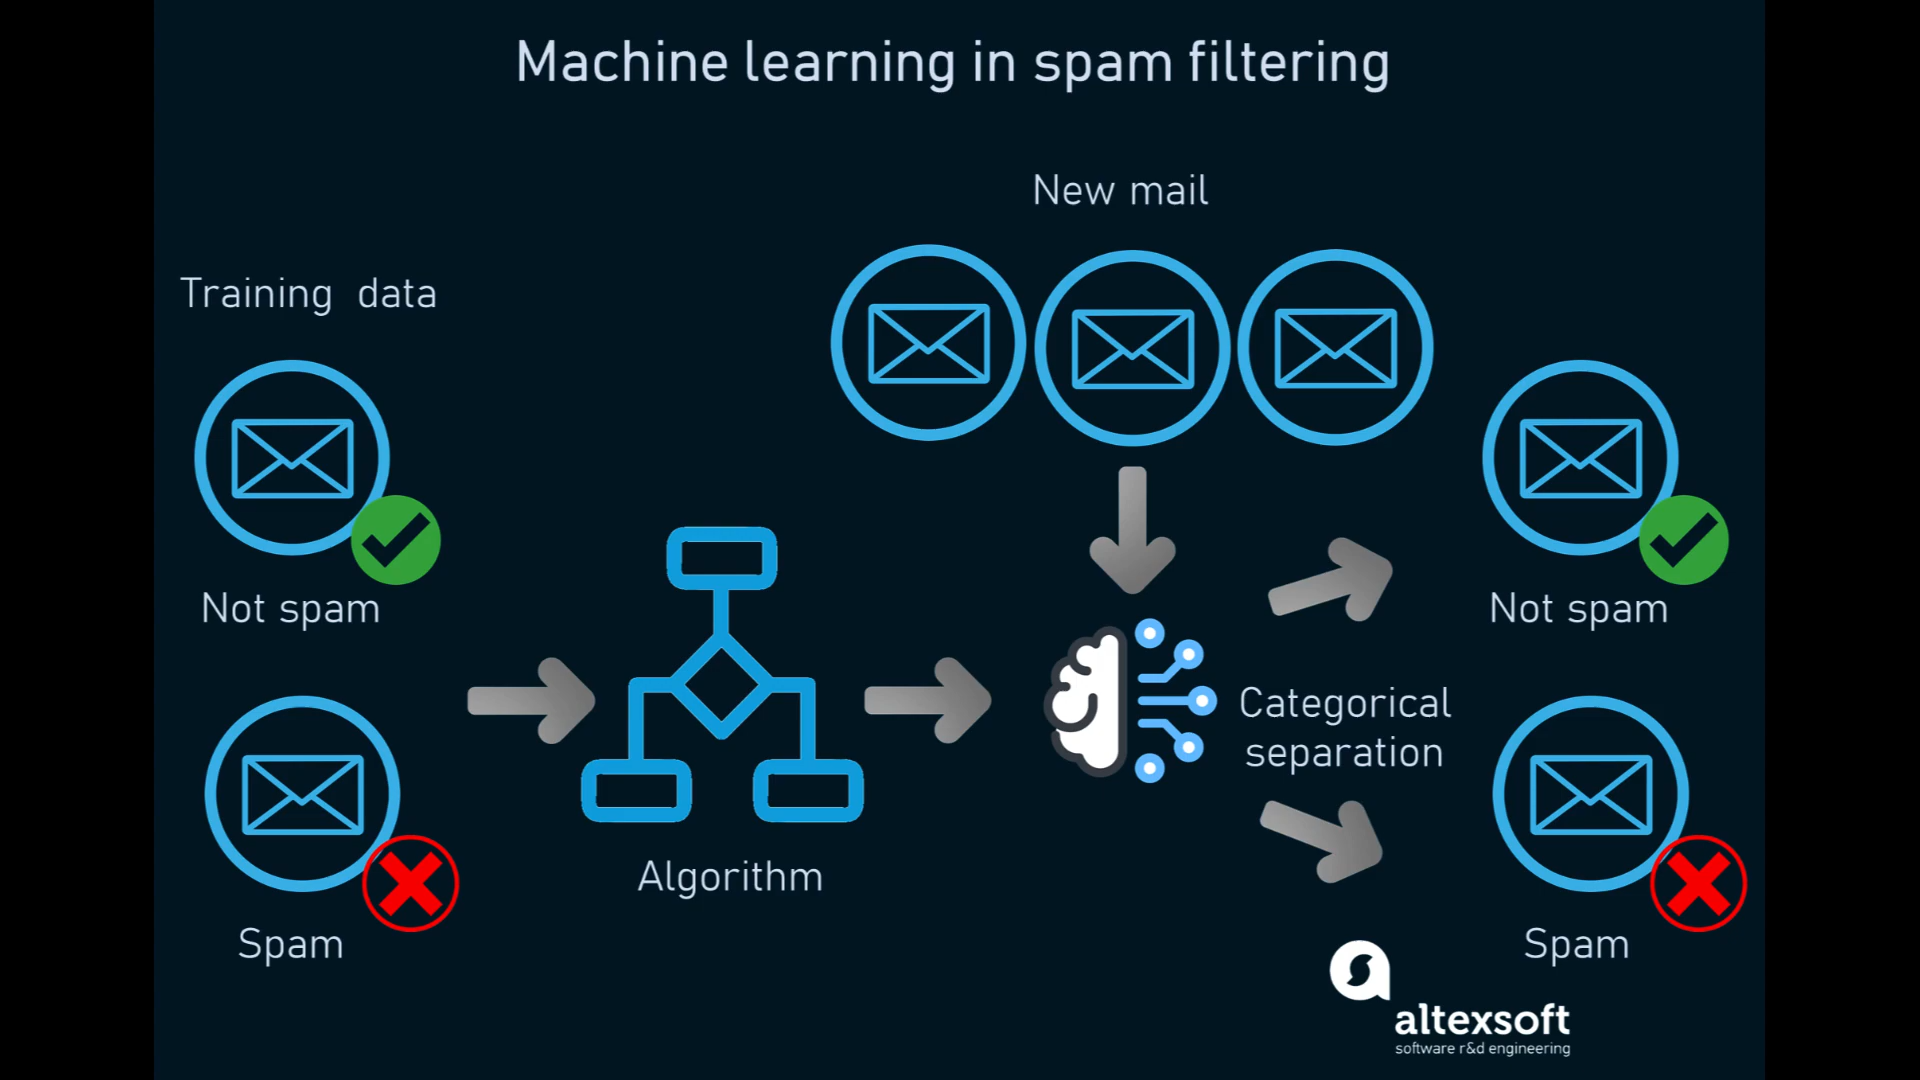 Machine learning in spam filtering
New mail
Training data
Not spam
Spam
Algorithm
Categorical
separation
Not spam
Spam
altexsoft
software r&d engineering